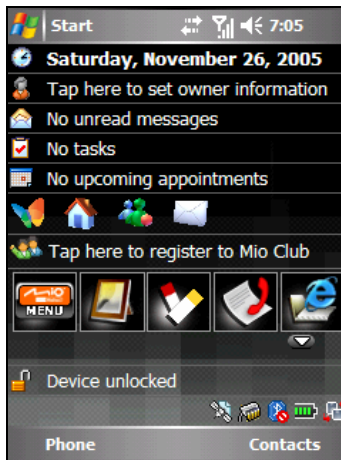 Start 7:05
Saturday, November 26, 2005
Tap here to set owner information
No unread messages
No tasks
No upcoming appointments
Tap here to register to Mio Club
mio
MENU
Device unlocked
Phone Contacts